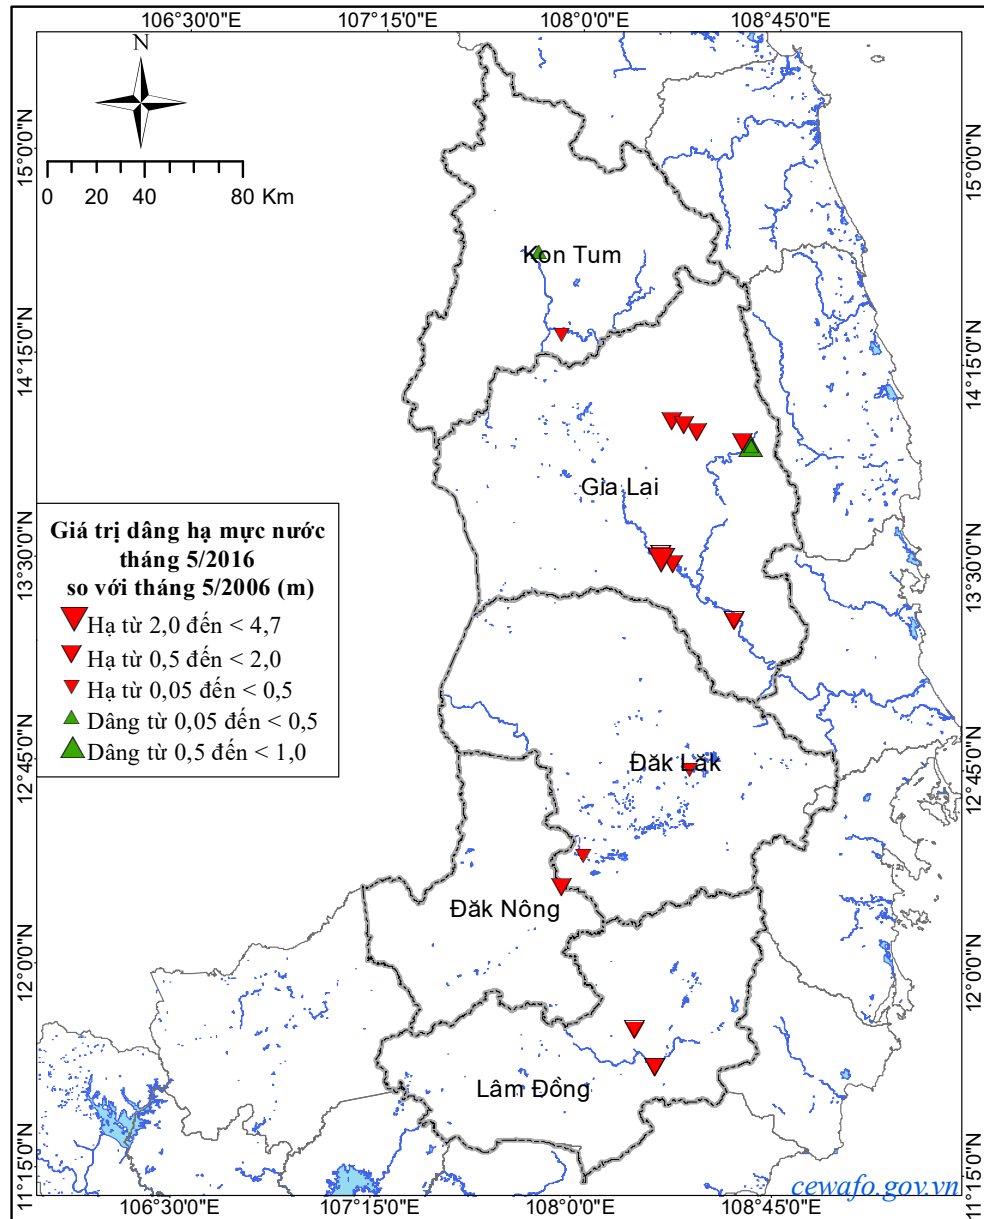 106°30'0"E 107°15'0"E 108°0'0"E 108°45'0"E
N
0 20 40 80 Km
15°0'0"N
14°15'0"N
13°30'0"N
12°45'0"N
12°0'0"N
11°15'0"N
15°0'0"N
14°15'0"N
13°30'0"N
12°45'0"N
12°0'0"N
11°15'0"N
Kon Tum
Gia Lai
Giá trị dâng hạ mực nước
tháng 5/2016
so với tháng 5/2006 (m)
Hạ từ 2,0 đến < 4,7
Hạ từ 0,5 đến < 2,0
Hạ từ 0,05 đến < 0,5
Dâng từ 0,05 đến < 0,5
Dâng từ 0,5 đến < 1,0
Đăk Lăk
Đăk Nông
Lâm Đồng
cewafo.gov.vn
106°30'0"E 107°15'0"E 108°0'0"E 108°45'0"E